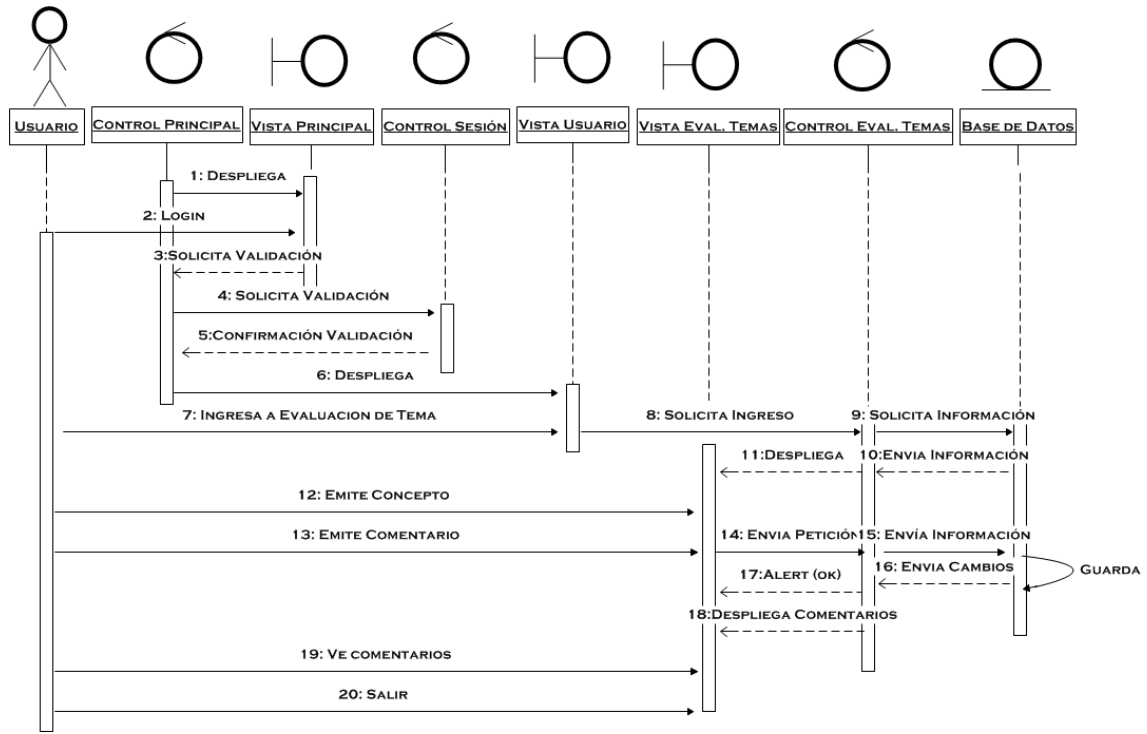 USUARIO
CONTROL PRINCIPAL
VISTA PRINCIPAL
CONTROL SESIÓN
VISTA USUARIO
VISTA EVAL. TEMAS
CONTROL EVAL. TEMAS
BASE DE DATOS
1: DESPLIEGA
2: LOGIN
3:SOLICITA VALIDACIÓN
4: SOLICITA VALIDACIÓN
5:CONFIRMACIÓN VALIDACIÓN
6: DESPLIEGA
7: INGRESA A EVALUACION DE TEMA
8: SOLICITA INGRESO
9: SOLICITA INFORMACIÓN
11:DESPLIEGA
10:ENVIA INFORMACIÓN
12: EMITE CONCEPTO
13: EMITE COMENTARIO
14: ENVIA PETICIÓN
15: ENVÍA INFORMACIÓN
16: ENVIA CAMBIOS
GUARDA
17:ALERT (OK)
18:DESPLIEGA COMENTARIOS
19: VE COMENTARIOS
20: SALIR